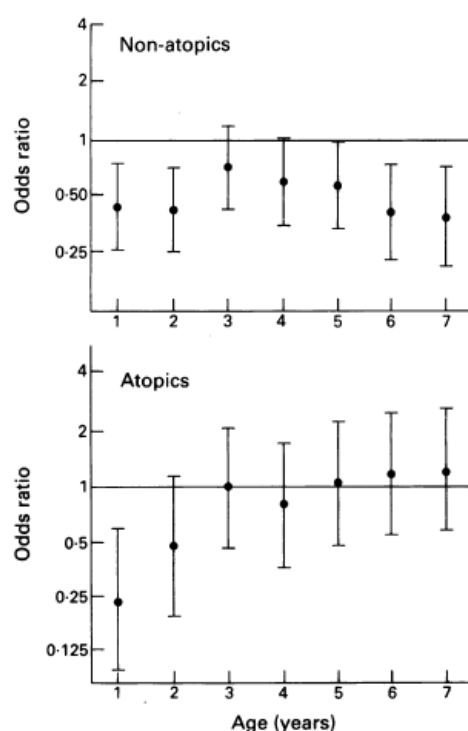 Non-atopics
Odds ratio
4
2
1
0·50
0·25
1 2 3 4 5 6 7
Atopics
Odds ratio
4
2
1
0·5
0·25
0·125
1 2 3 4 5 6 7
Age (years)